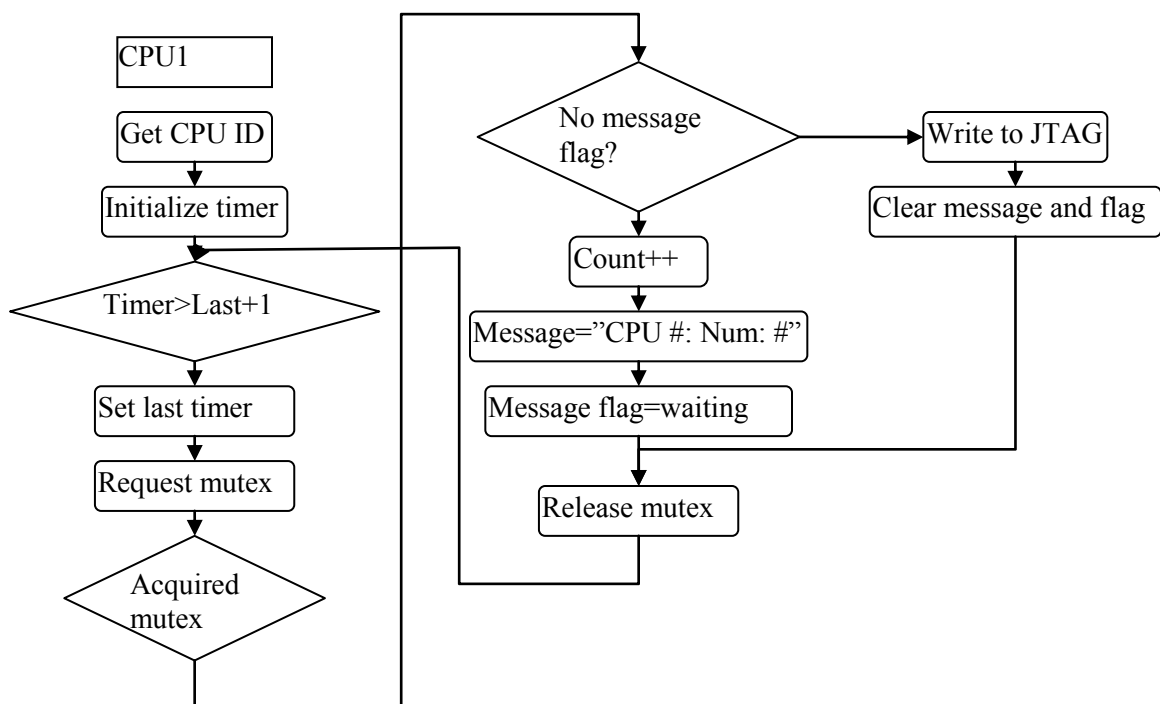 CPU1
Get CPU ID
Initialize timer
Timer>Last+1
Set last timer
Request mutex
Acquired
mutex
No message
flag?
Write to JTAG
Clear message and flag
Count++
Message=”CPU #: Num: #”
Message flag=waiting
Release mutex